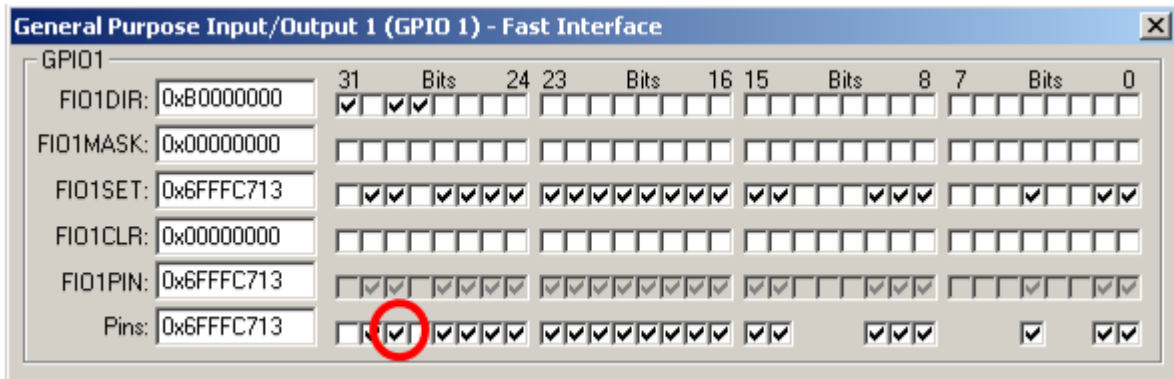 General Purpose Input/Output 1 (GPIO 1) - Fast Interface
GPIO1
31 Bits 24 23 Bits 16 15 Bits 8 7 Bits 0
FIO1DIR: 0xB0000000
FIO1MASK: 0x00000000
FIO1SET: 0x6FFFC713
FIO1CLR: 0x00000000
FIO1PIN: 0x6FFFC713
Pins: 0x6FFFC713